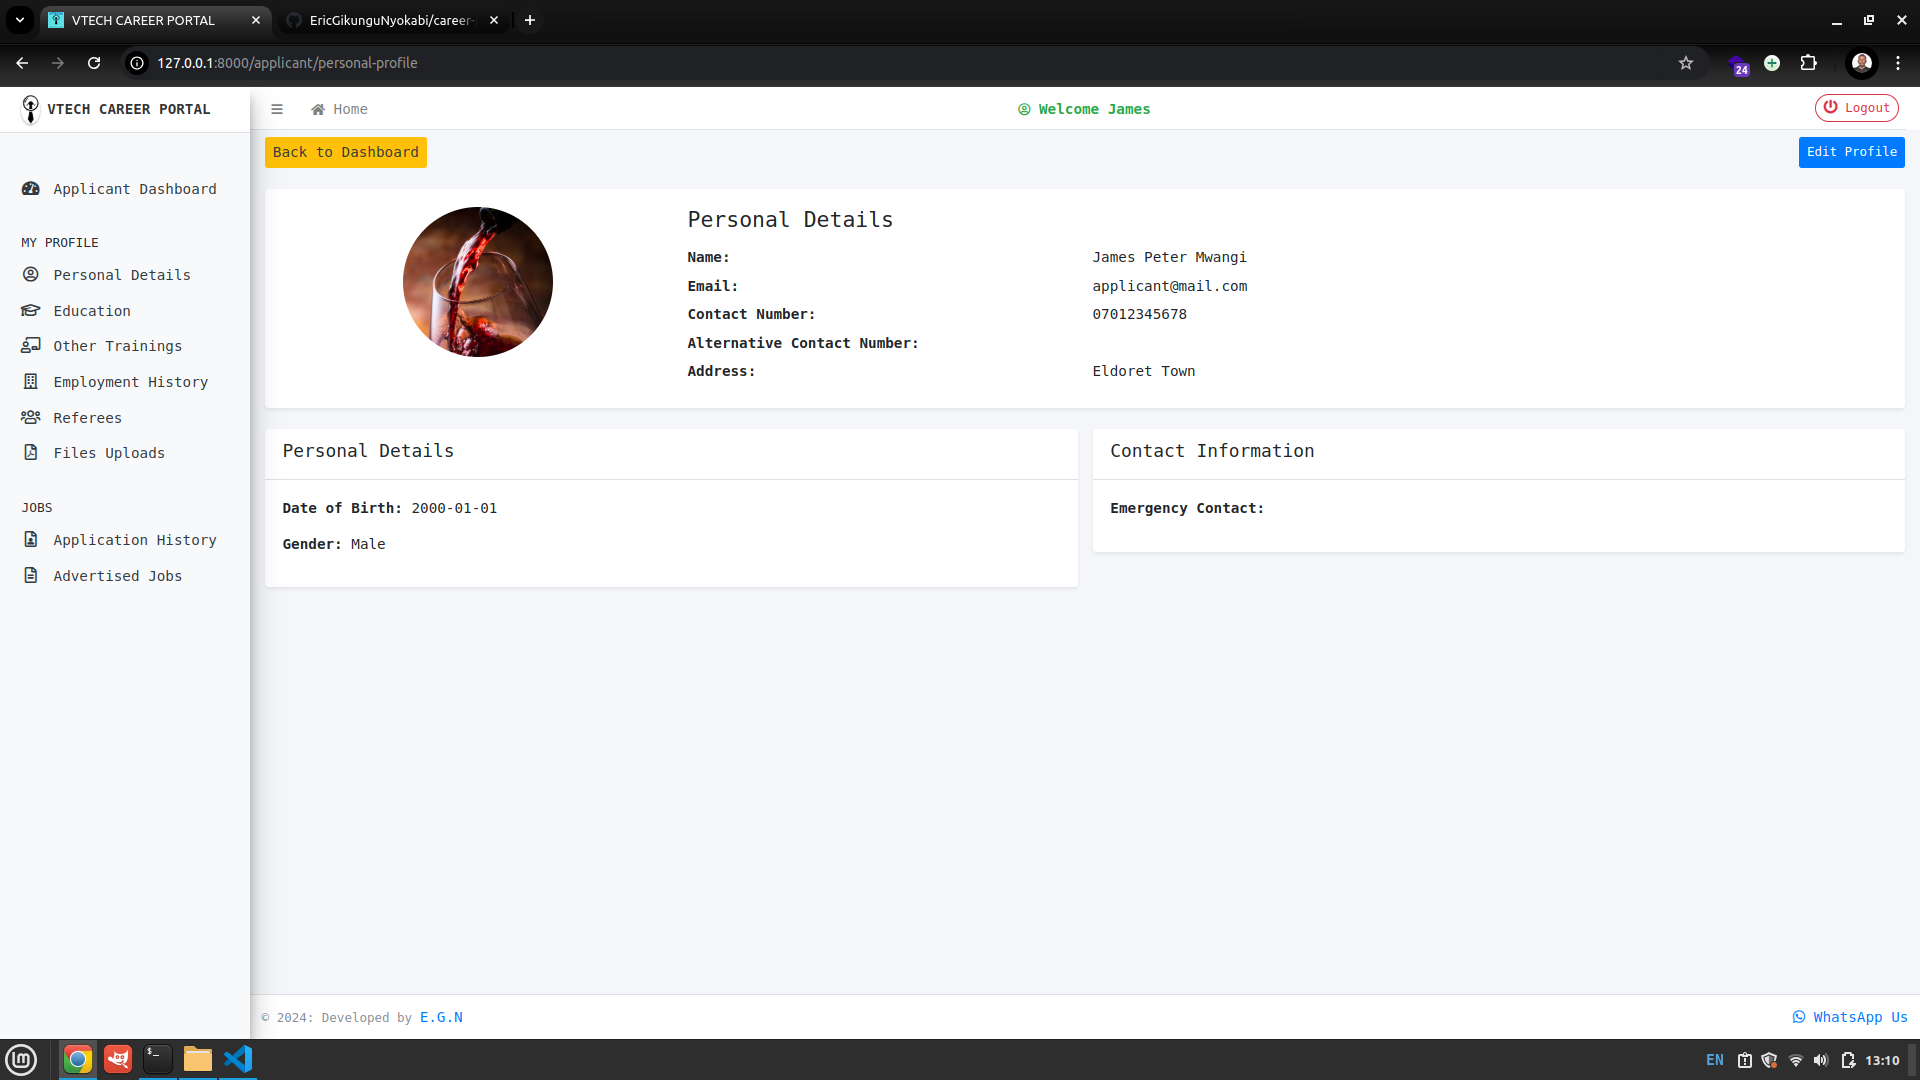 VTECH CAREER PORTAL
EricGikunguNyokabi/career-
127.0.0.1:8000/applicant/personal-profile
24
VTECH CAREER PORTAL
Home
Welcome James
Logout
Back to Dashboard
Edit Profile
Applicant Dashboard
MY PROFILE
Personal Details
Education
Other Trainings
Employment History
Referees
Files Uploads
JOBS
Application History
Advertised Jobs
Personal Details
Name: James Peter Mwangi
Email: applicant@mail.com
Contact Number: 07012345678
Alternative Contact Number:
Address: Eldoret Town
Personal Details
Date of Birth: 2000-01-01
Gender: Male
Contact Information
Emergency Contact:
© 2024: Developed by E.G.N
WhatsApp Us
EN
13:10